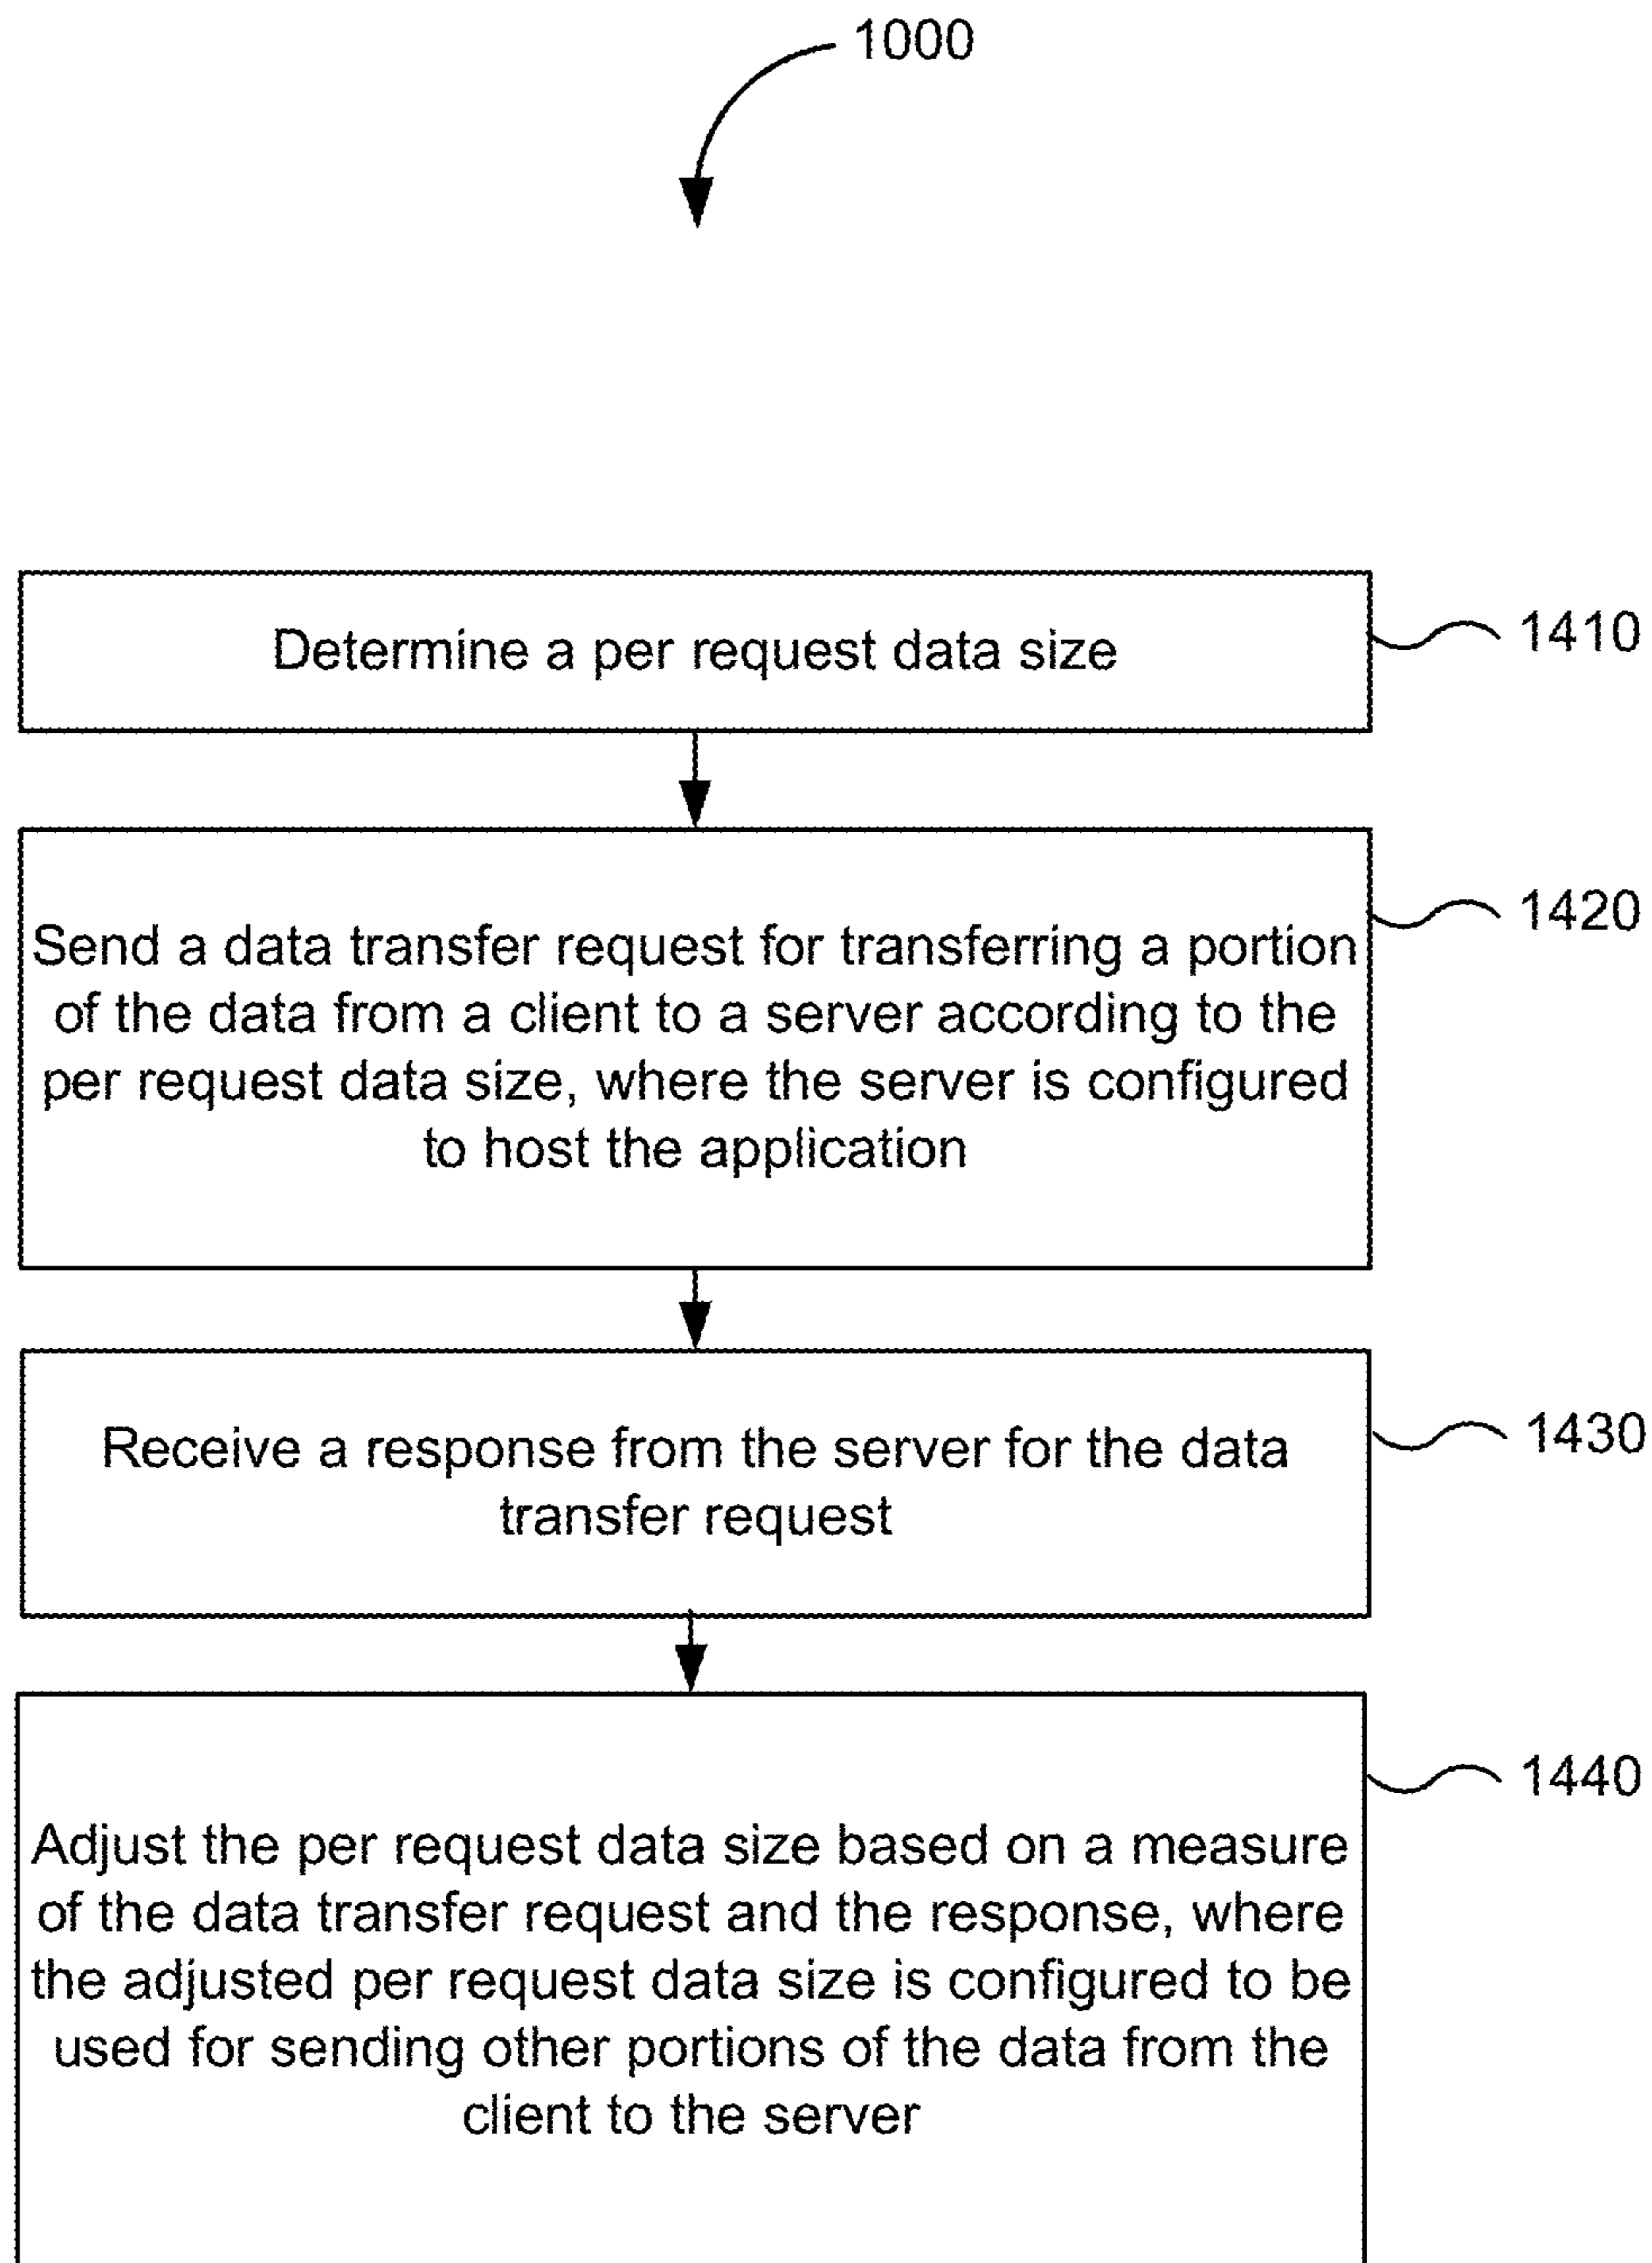 1000
Determine a per request data size
1410
Send a data transfer request for transferring a portion
of the data from a client to a server according to the
per request data size, where the server is configured
to host the application
1420
Receive a response from the server for the data
transfer request
1430
Adjust the per request data size based on a measure
of the data transfer request and the response, where
the adjusted per request data size is configured to be
used for sending other portions of the data from the
client to the server
1440